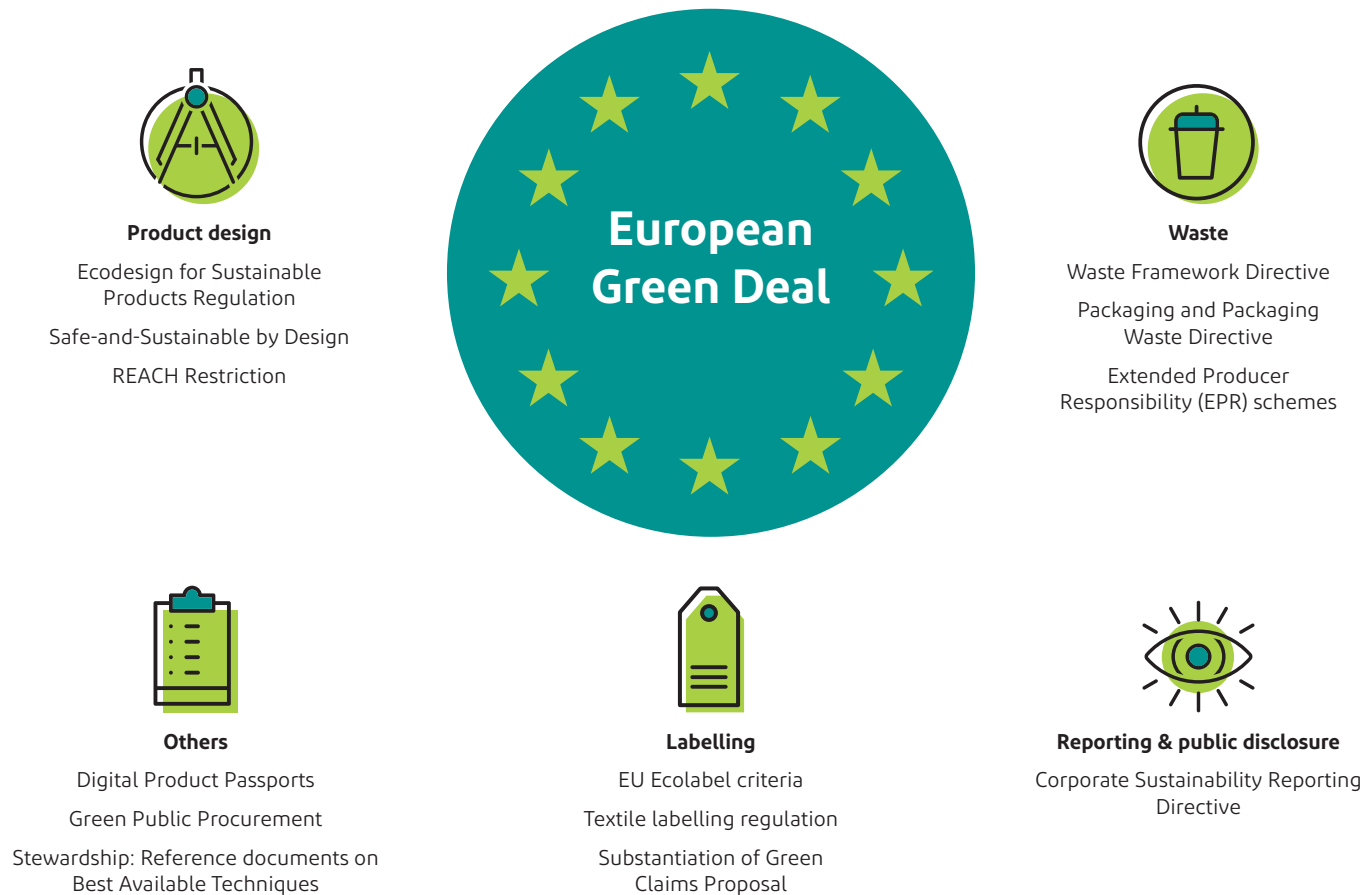 European
Green Deal
Product design
Ecodesign for Sustainable
Products Regulation
Safe-and-Sustainable by Design
REACH Restriction
Waste
Waste Framework Directive
Packaging and Packaging
Waste Directive
Extended Producer
Responsibility (EPR) schemes
Others
Digital Product Passports
Green Public Procurement
Stewardship: Reference documents on
Best Available Techniques
Labelling
EU Ecolabel criteria
Textile labelling regulation
Substantiation of Green
Claims Proposal
Reporting & public disclosure
Corporate Sustainability Reporting
Directive